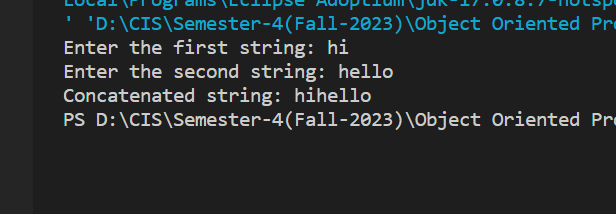 Local\Programs\Eclipse Adoptium\jdk-17.0.8.7-hotsp
' 'D:\CIS\Semester-4(Fall-2023)\Object Oriented Pr
Enter the first string: hi
Enter the second string: hello
Concatenated string: hihello
PS D:\CIS\Semester-4(Fall-2023)\Object Oriented Pr